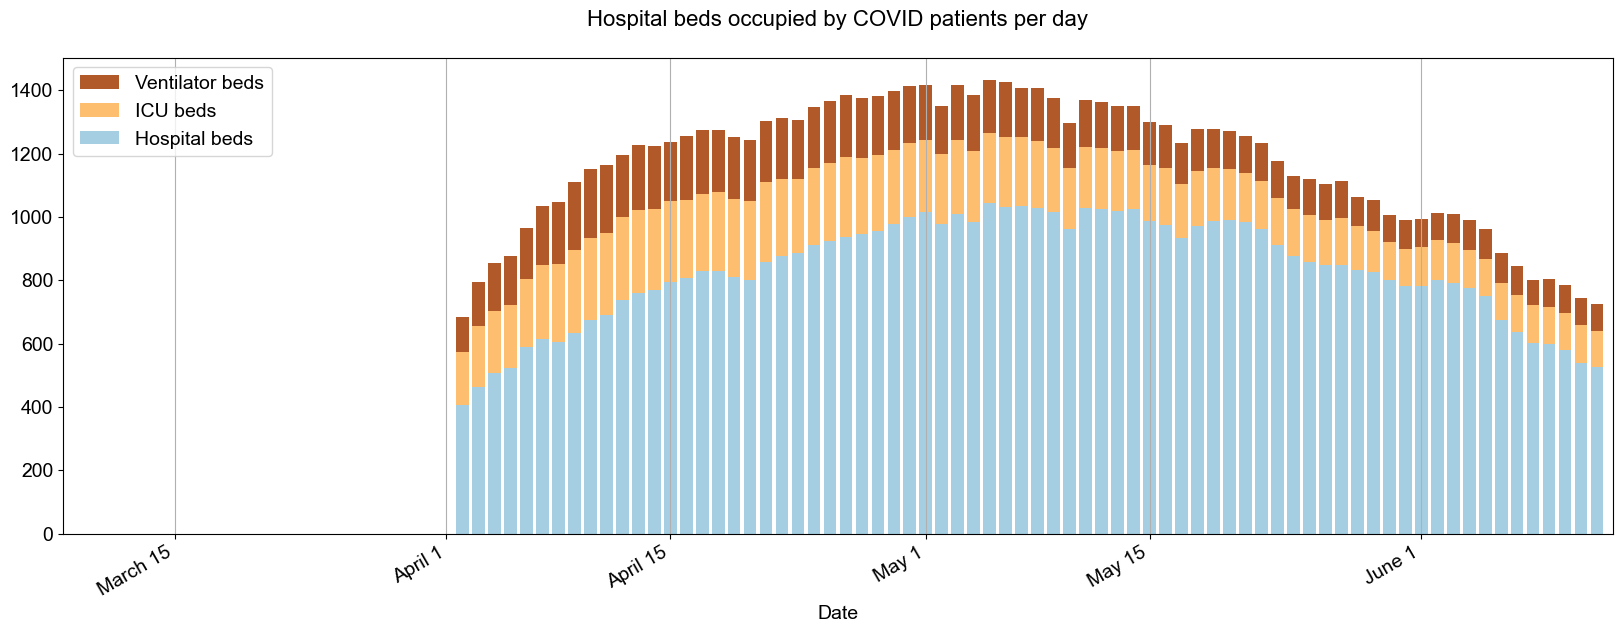 Hospital beds occupied by COVID patients per day
Ventilator beds
ICU beds
Hospital beds
1400
1200
1000
800
600
400
200
0
March 15
April 1
April 15
May 1
May 15
June 1
Date